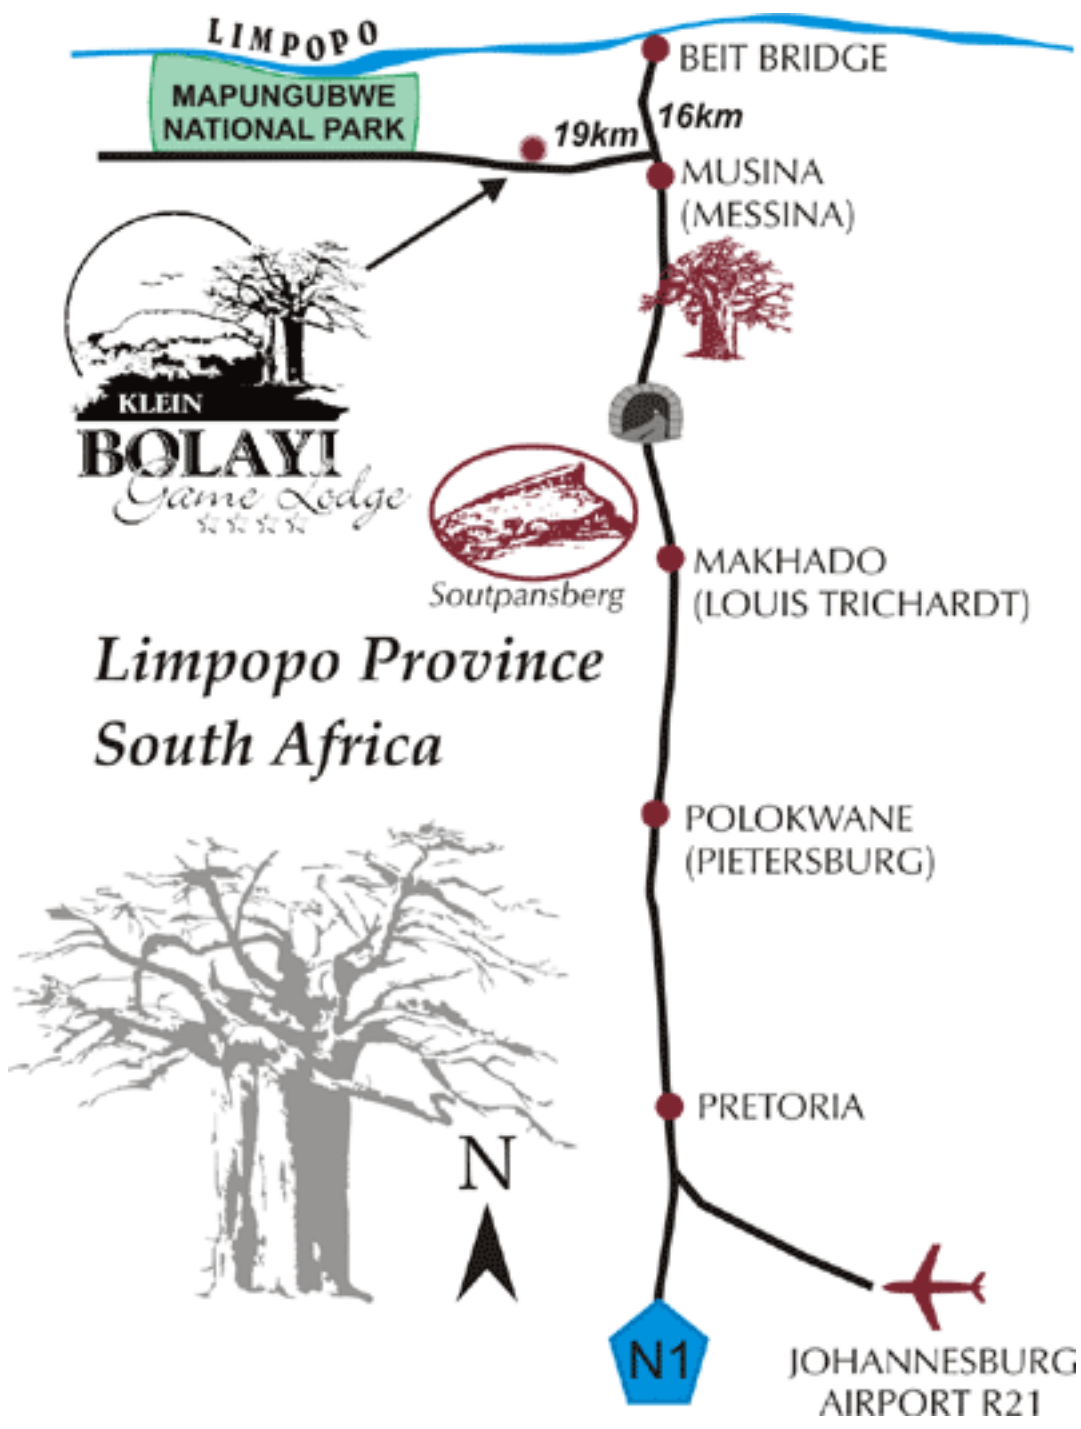 LIMPOPO
BEIT BRIDGE
MAPUNGUBWE
NATIONAL PARK
16km
19km
MUSINA
(MESSINA)
KLEIN
BOLAYI
Game Lodge
Soutpansberg
MAKHADO
(LOUIS TRICHARDT)
Limpopo Province
South Africa
POLOKWANE
(PIETERSBURG)
PRETORIA
N
N1
JOHANNESBURG
AIRPORT R21